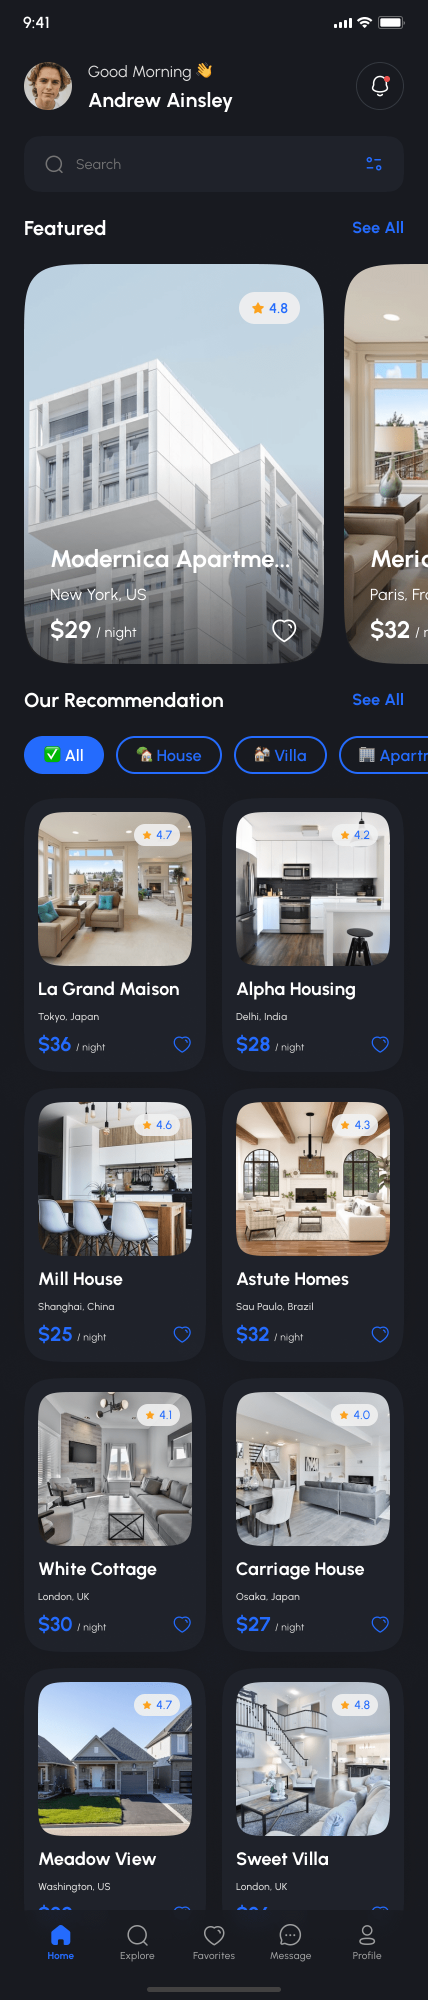 9:41
Good Morning 👋
Andrew Ainsley
Search
Featured
See All
4.8
Modernica Apartme...
New York, US
$29 / night
Paris,
$32 /
Our Recommendation
See All
✅ All
House
Villa
4.7
4.2
La Grand Maison
Alpha Housing
Tokyo, Japan
Delhi, India
$36 / night
$28 / night
4.6
4.3
Mill House
Astute Homes
Shanghai, China
Sau Paulo, Brazil
$25 / night
$32 / night
4.1
4.0
White Cottage
Carriage House
London, UK
Osaka, Japan
$30 / night
$27 / night
4.7
4.8
Meadow View
Sweet Villa
Washington, US
London, UK
Home
Explore
Favorites
Message
Profile